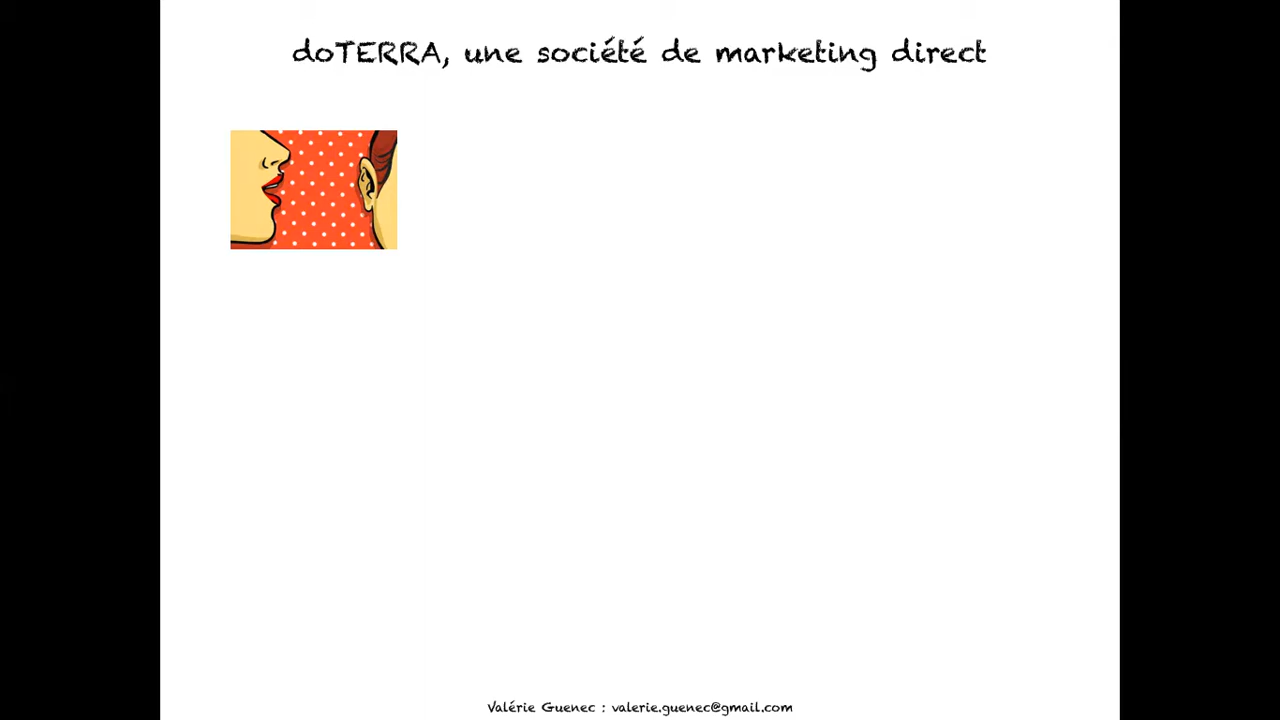 doTERRA, une société de marketing direct
Valérie Guenec : valerie.guenec@gmail.com